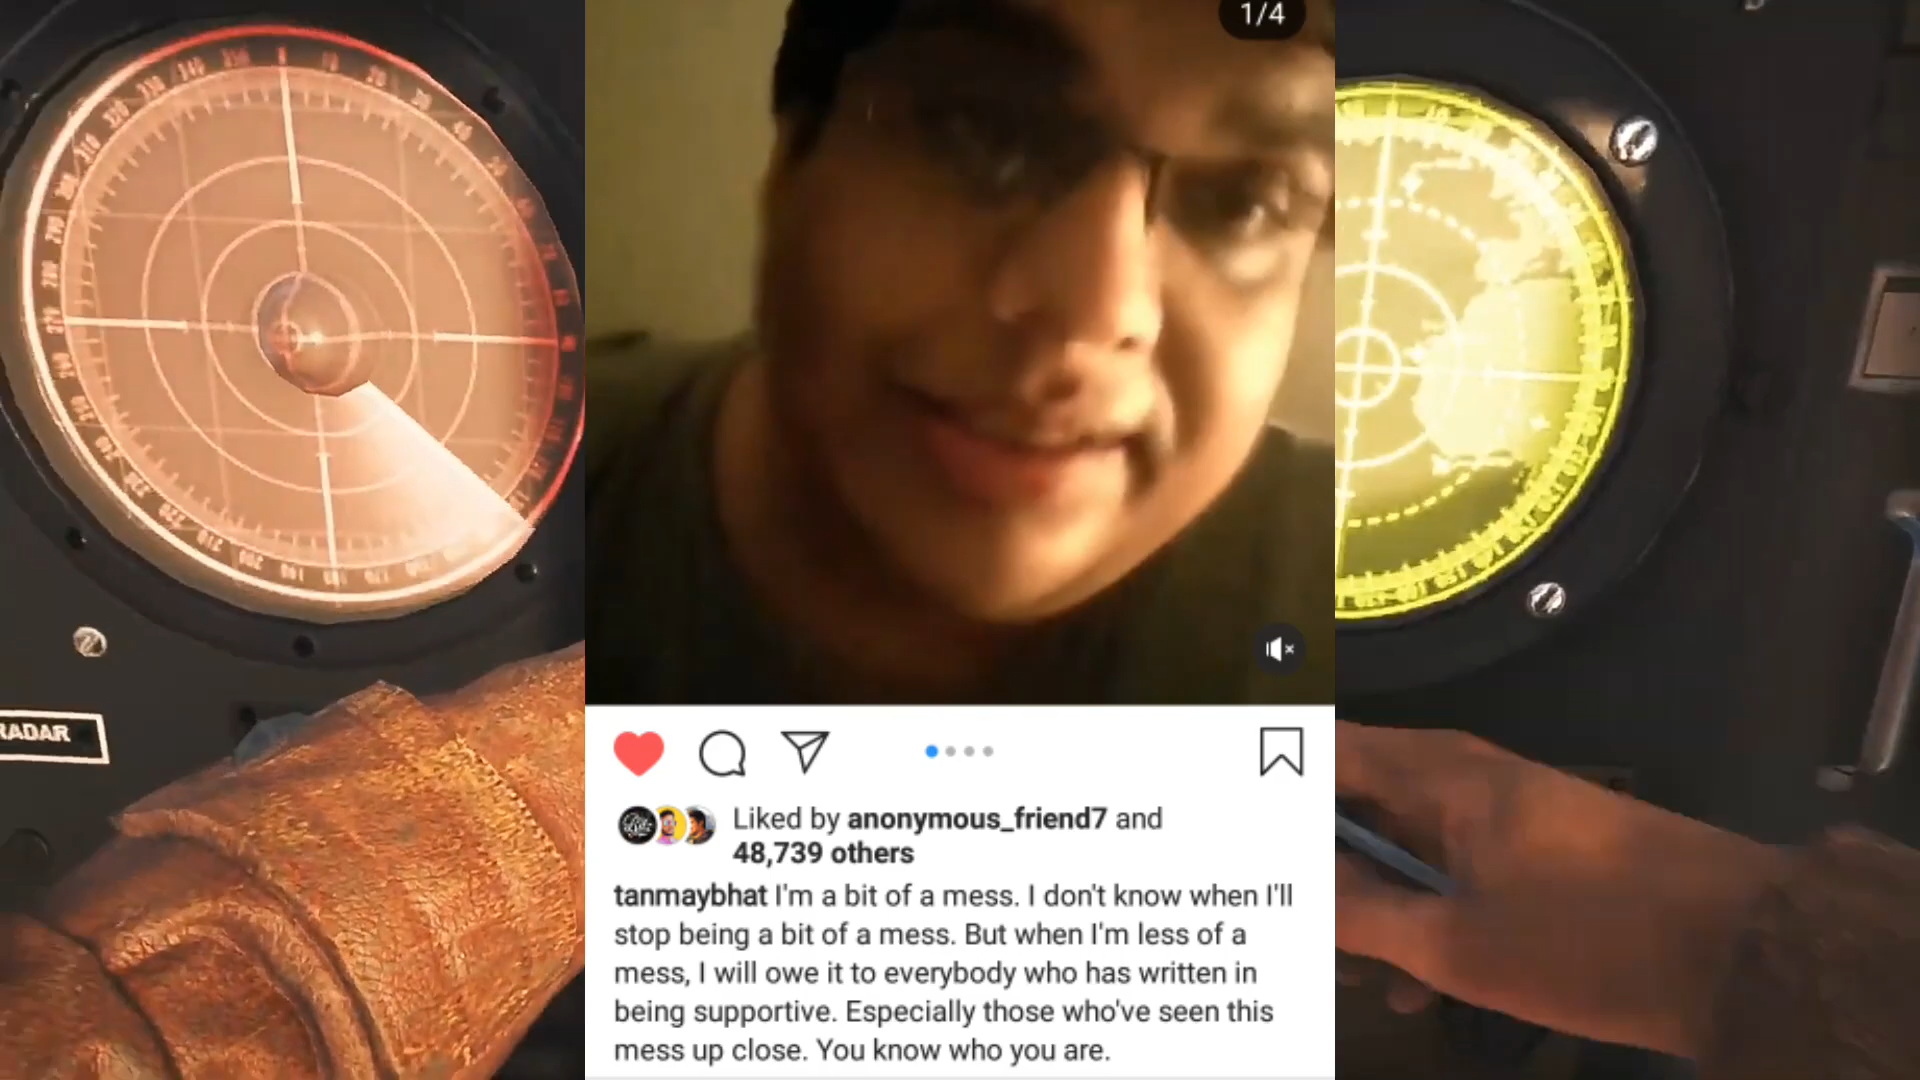 1/4
RADAR
Liked by anonymous_friend7 and
48,739 others
tanmaybhat I'm a bit of a mess. I don't know when I'll
stop being a bit of a mess. But when I'm less of a
mess, I will owe it to everybody who has written in
being supportive. Especially those who've seen this
mess up close. You know who you are.